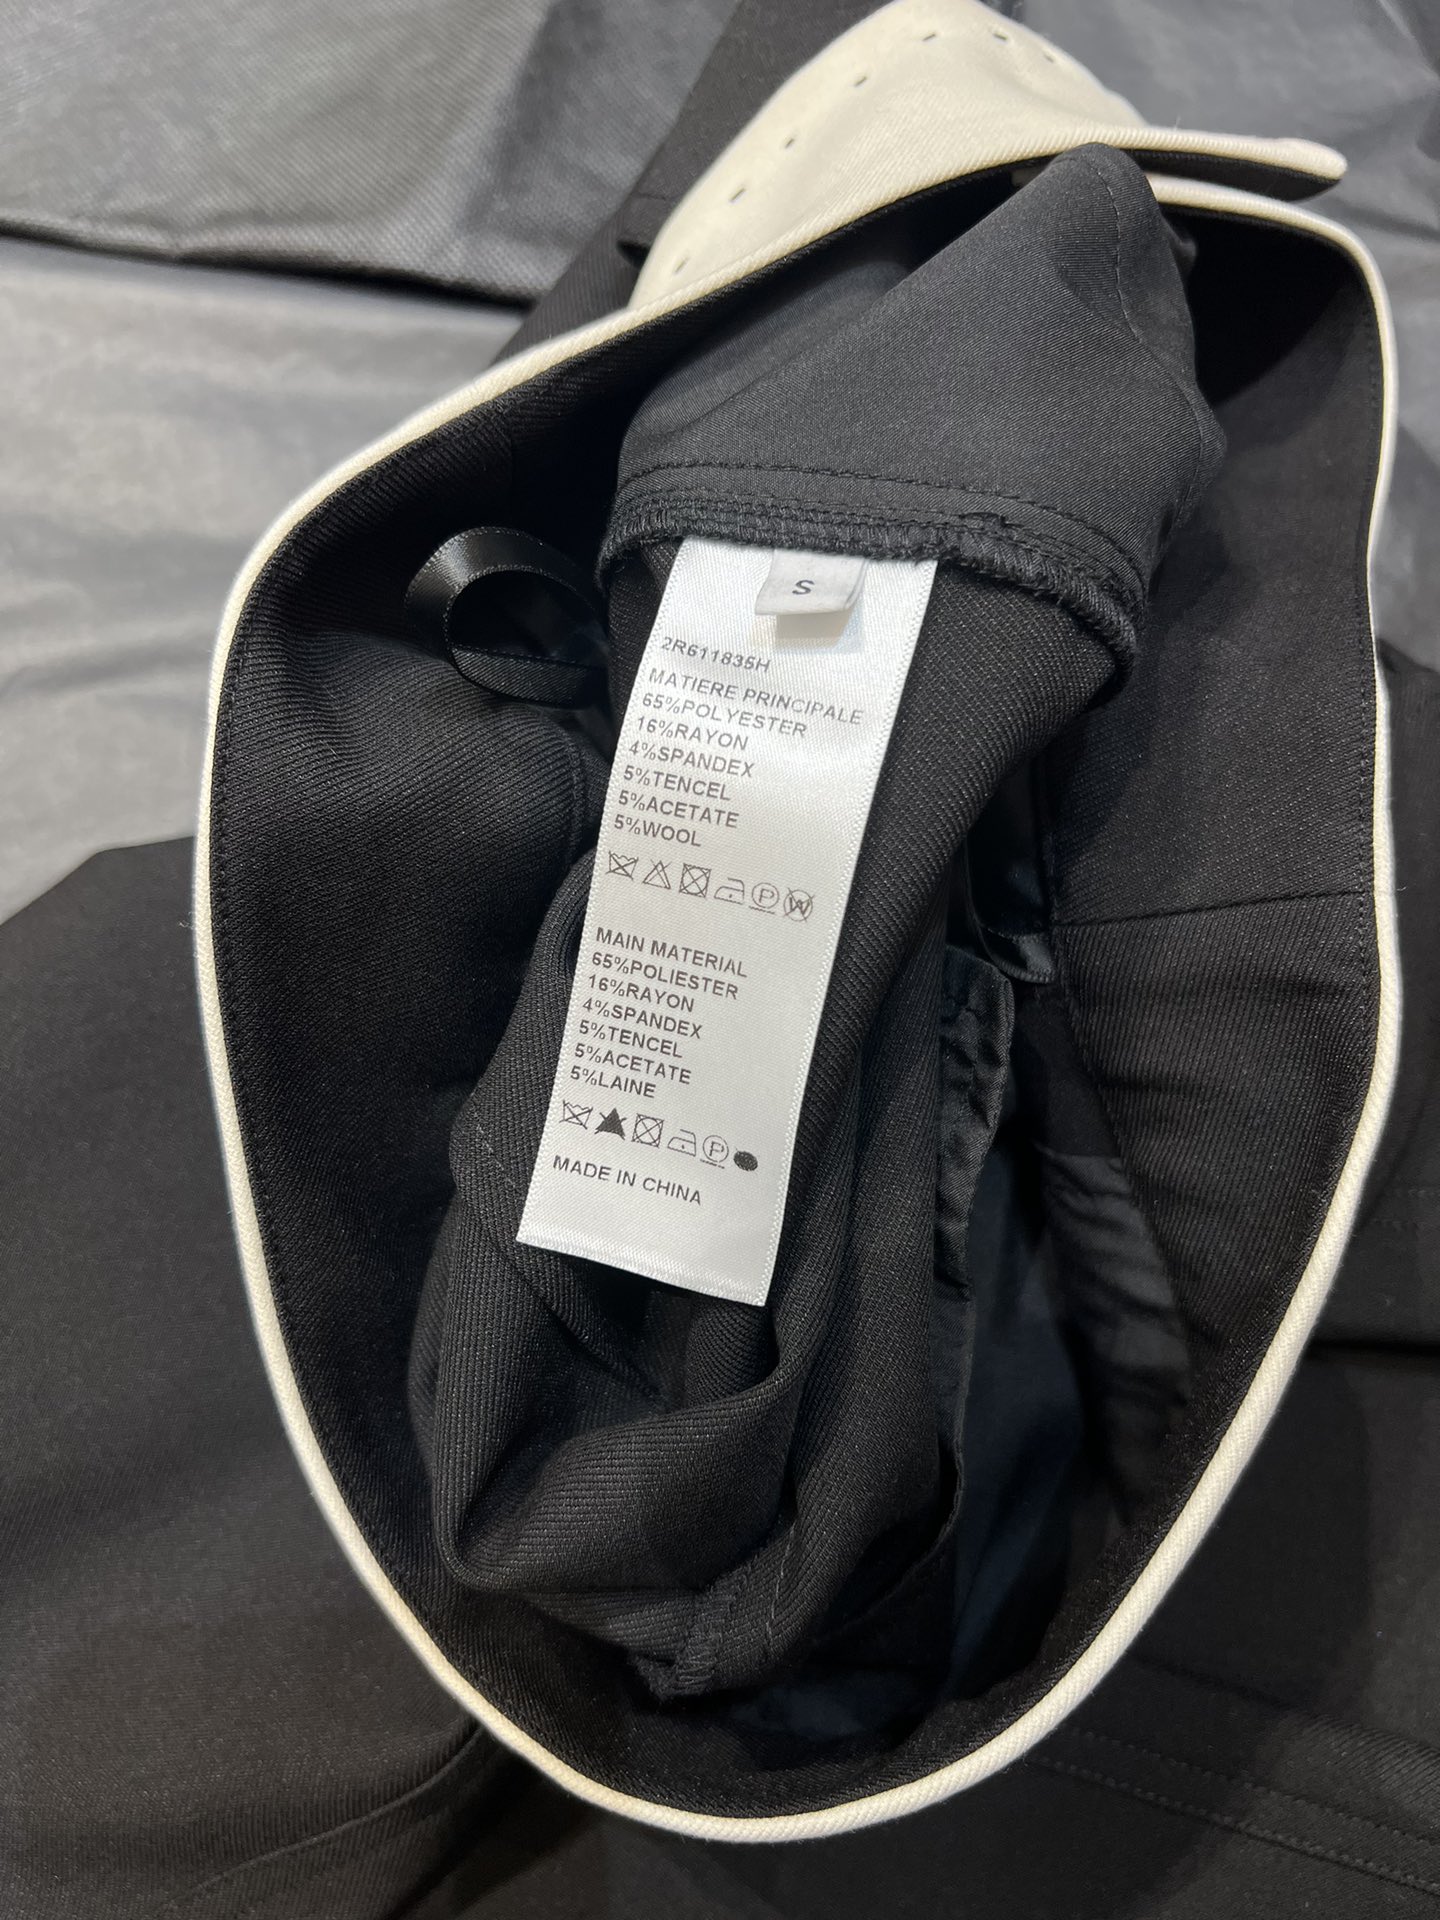 S
2R611835H
MATIERE PRINCIPALE
65%POLYESTER
16%RAYON
4%SPANDEX
5%TENCEL
5%ACETATE
5%WOOL
P W
MAIN MATERIAL
65%POLIESTER
16%RAYON
4%SPANDEX
5%TENCEL
5%ACETATE
5%LAINE
P
MADE IN CHINA